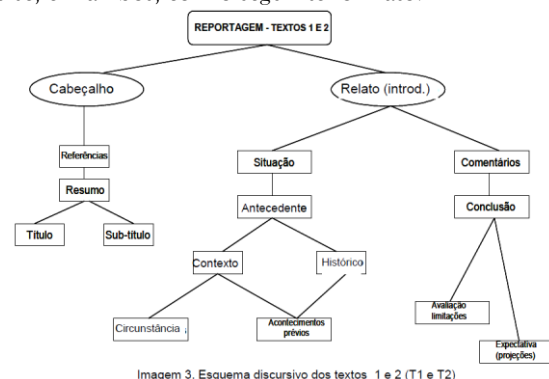 REPORTAGEM - TEXTOS 1 E 2
Cabeçalho
Relato (introd.)
Referências
Situação
Comentários
Resumo
Antecedente
Conclusão
Título
Sub-título
Contexto
Histórico
Circunstância ;
Acontecimentos
prévios
Avaliação
limitações
Expectativa
(projeções)
Imagem 3. Esquema discursivo dos textos 1 e 2 (T1 e T2)